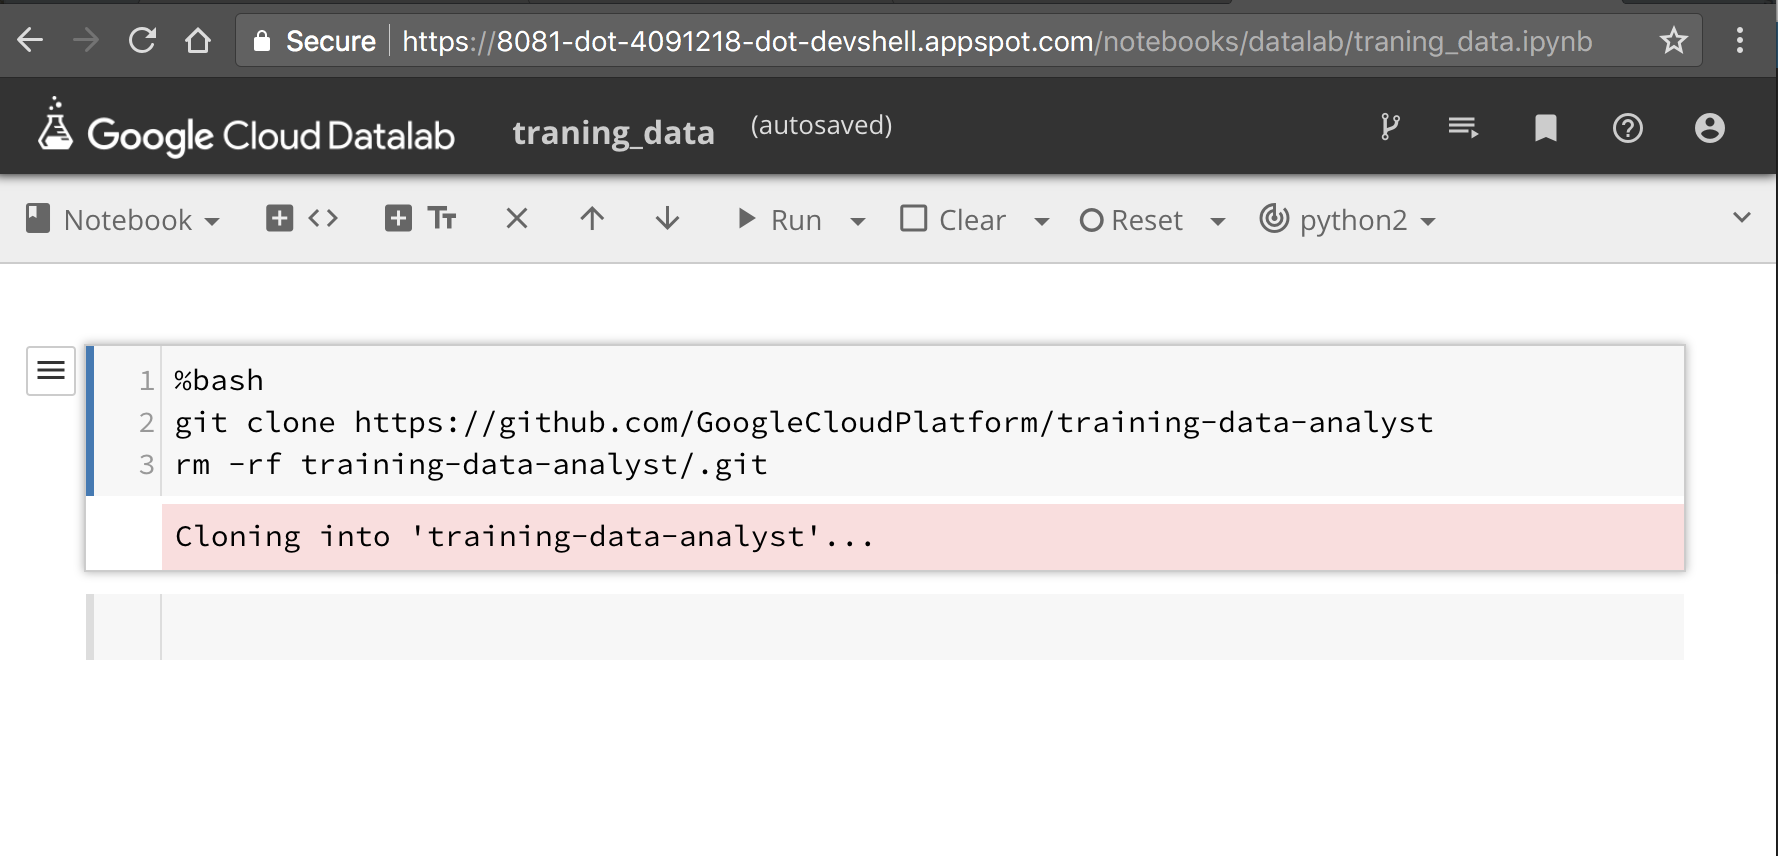 Secure https://8081-dot-4091218-dot-devshell.appspot.com/notebooks/datalab/traning_data.ipynb
Google Cloud Datalab traning_data (autosaved)
Notebook <> Tt Run Clear Reset python2
1 %bash
2 git clone https://github.com/GoogleCloudPlatform/training-data-analyst
3 rm -rf training-data-analyst/.git
Cloning into 'training-data-analyst'...